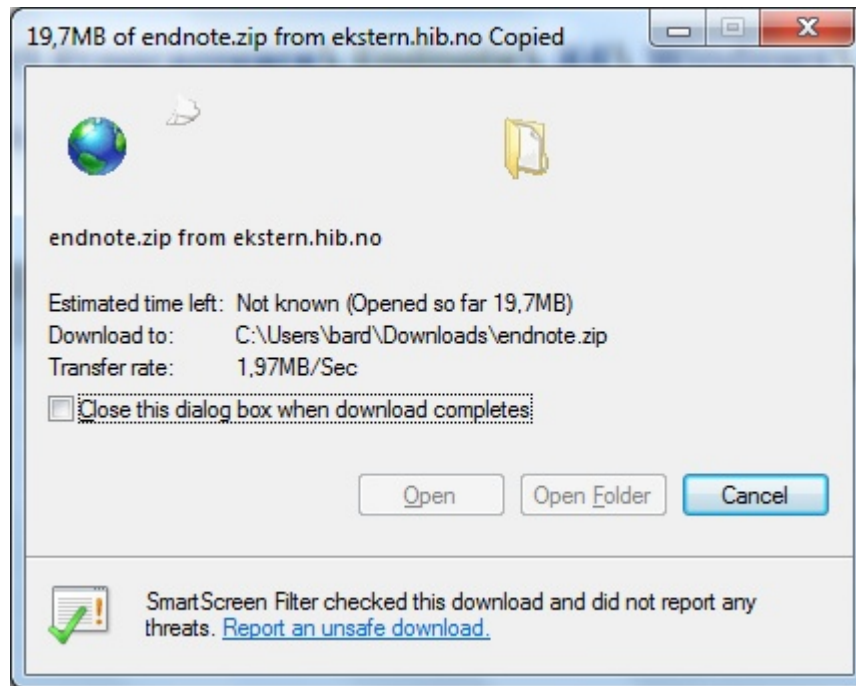 19,7MB of endnote.zip from ekstern.hib.no Copied
endnote.zip from ekstern.hib.no
Estimated time left: Not known (Opened so far 19,7MB)
Download to: C:\Users\bard\Downloads\endnote.zip
Transfer rate: 1,97MB/Sec
Close this dialog box when download completes
Open Open Folder Cancel
SmartScreen Filter checked this download and did not report any
threats. Report an unsafe download.